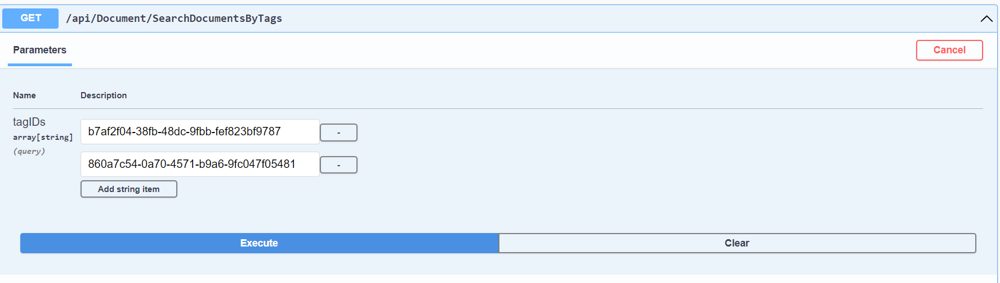 GET /api/Document/SearchDocumentsByTags
Parameters
Cancel
Name Description
tagIDs
array[string]
(query)
b7af2f04-38fb-48dc-9fbb-fef823bf9787 -
860a7c54-0a70-4571-b9a6-9fc047f05481 -
Add string item
Execute Clear